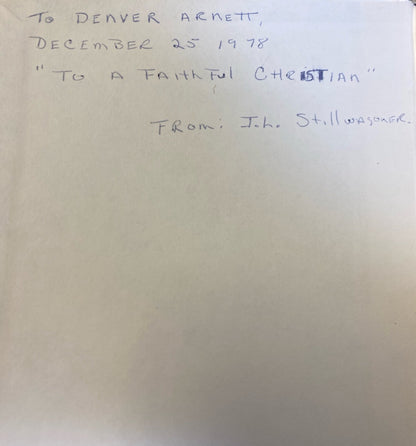 To DENVER ARNETT,
DECEMBER 25 1978
"To A FAithFul CHRISTIAN"
FROM: J.L. StillwAGONER.